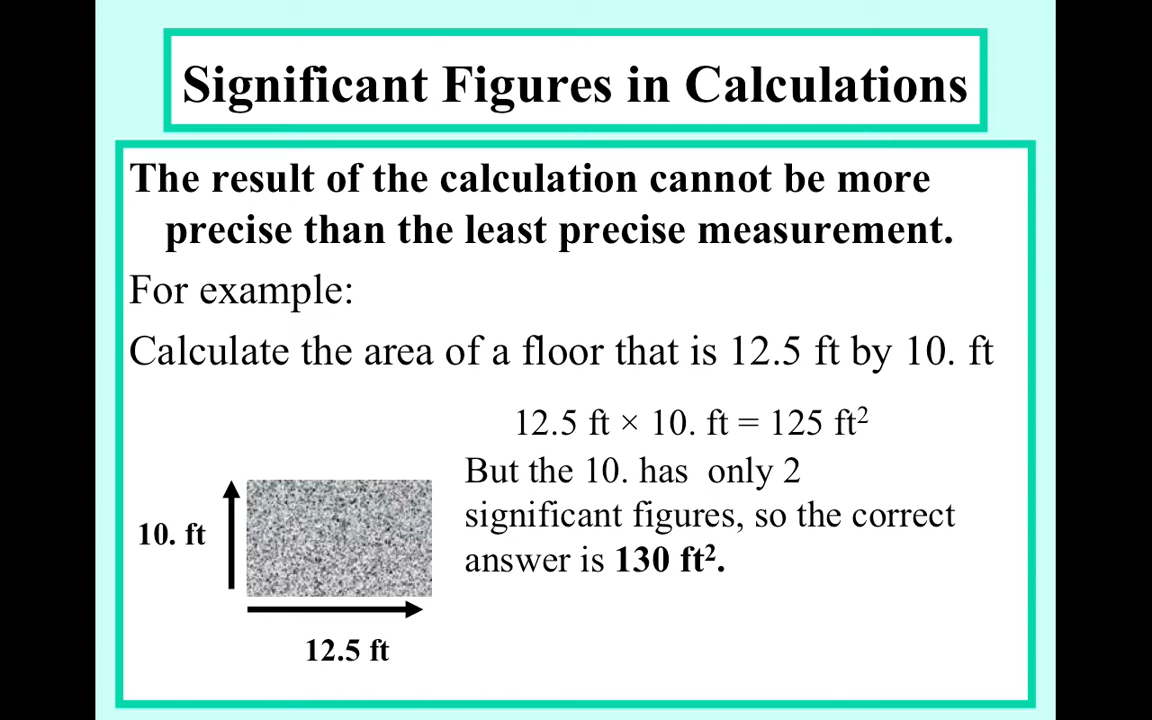 Significant Figures in Calculations
The result of the calculation cannot be more
precise than the least precise measurement.
For example:
Calculate the area of a floor that is 12.5 ft by 10. ft
12.5 ft × 10. ft = 125 ft²
But the 10. has only 2
significant figures, so the correct
answer is 130 ft².
10. ft
12.5 ft